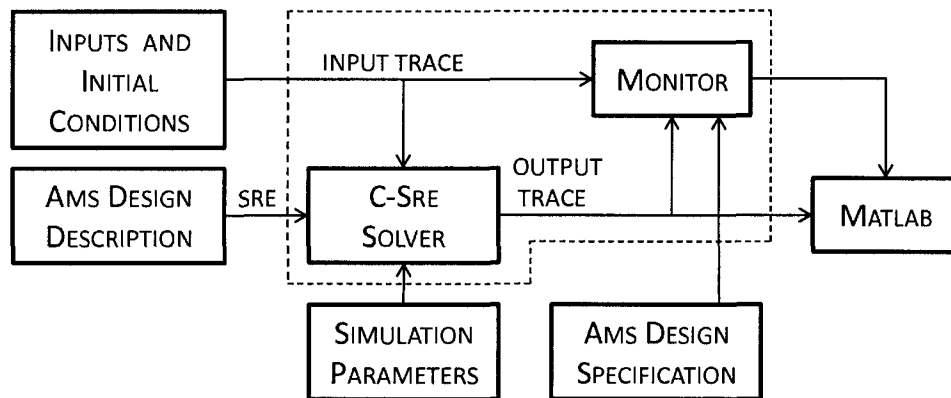 INPUTS AND
INITIAL
CONDITIONS
INPUT TRACE
MONITOR
AMS DESIGN
DESCRIPTION
SRE
C-SRE
SOLVER
OUTPUT
TRACE
MATLAB
SIMULATION
PARAMETERS
AMS DESIGN
SPECIFICATION